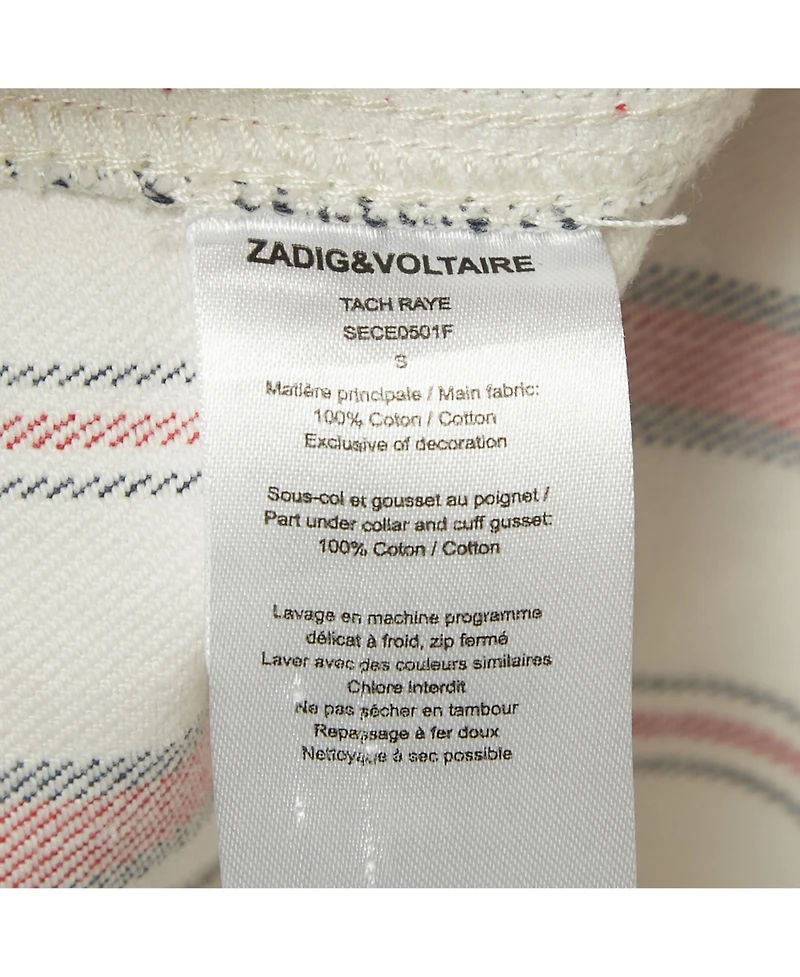 ZADIG&VOLTAIRE
TACH RAYE
SECE0501F
S
Matière principale / Main fabric:
100% Coton / Cotton
Exclusive of decoration
Sous-col et gousset au poignet /
Part under collar and cuff gusset:
100% Coton / Cotton
Lavage en machine programme
délicat à froid, zip fermé
Laver avec des couleurs similaires
Chlore interdit
Ne pas sécher en tambour
Repassage à fer doux
Nettoyage à sec possible